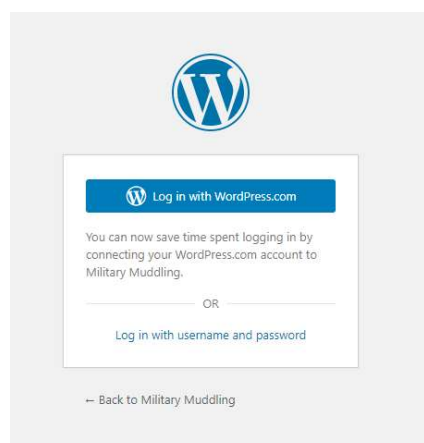 Log in with WordPress.com
You can now save time spent logging in by
connecting your WordPress.com account to
Military Muddling.
OR
Log in with username and password
← Back to Military Muddling